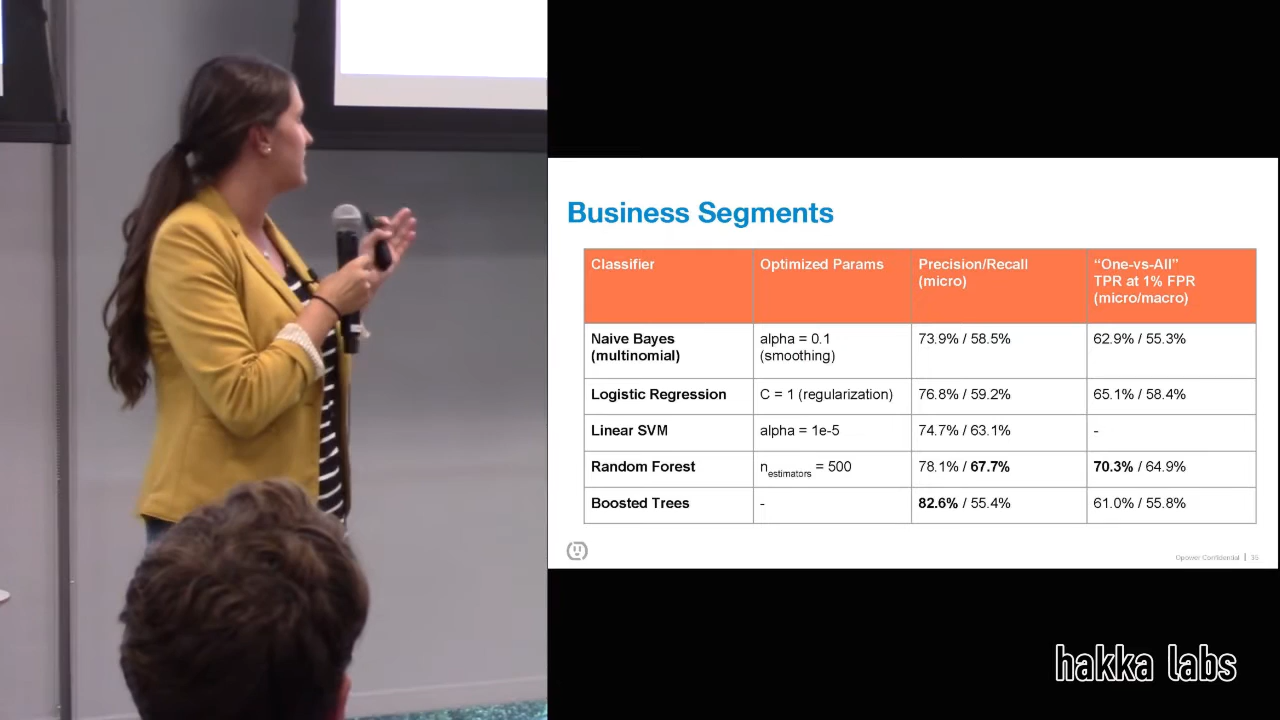 Business Segments
Classifier
Optimized Params
Precision/Recall
(micro)
“One-vs-All”
TPR at 1% FPR
(micro/macro)
Naive Bayes
(multinomial)
alpha = 0.1
(smoothing)
73.9% / 58.5%
62.9% / 55.3%
Logistic Regression
C = 1 (regularization)
76.8% / 59.2%
65.1% / 58.4%
Linear SVM
alpha = 1e-5
74.7% / 63.1%
-
Random Forest
nestimators = 500
78.1% / 67.7%
70.3% / 64.9%
Boosted Trees
-
82.6% / 55.4%
61.0% / 55.8%
Opower Confidential
hakka labs